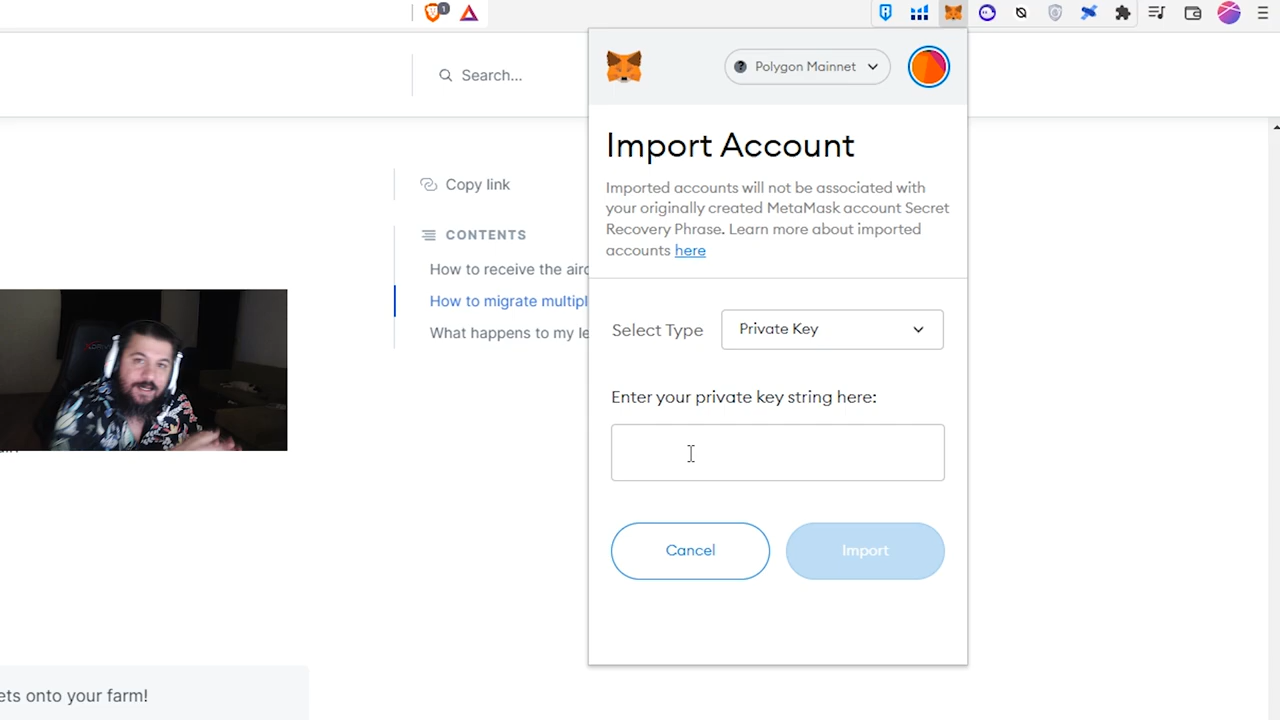 1
Search...
Polygon Mainnet
Import Account
Imported accounts will not be associated with
your originally created MetaMask account Secret
Recovery Phrase. Learn more about imported
accounts here
Copy link
CONTENTS
How to receive the airc
How to migrate multipl
What happens to my le
Select Type
Private Key
Enter your private key string here:
Cancel
Import
ets onto your farm!